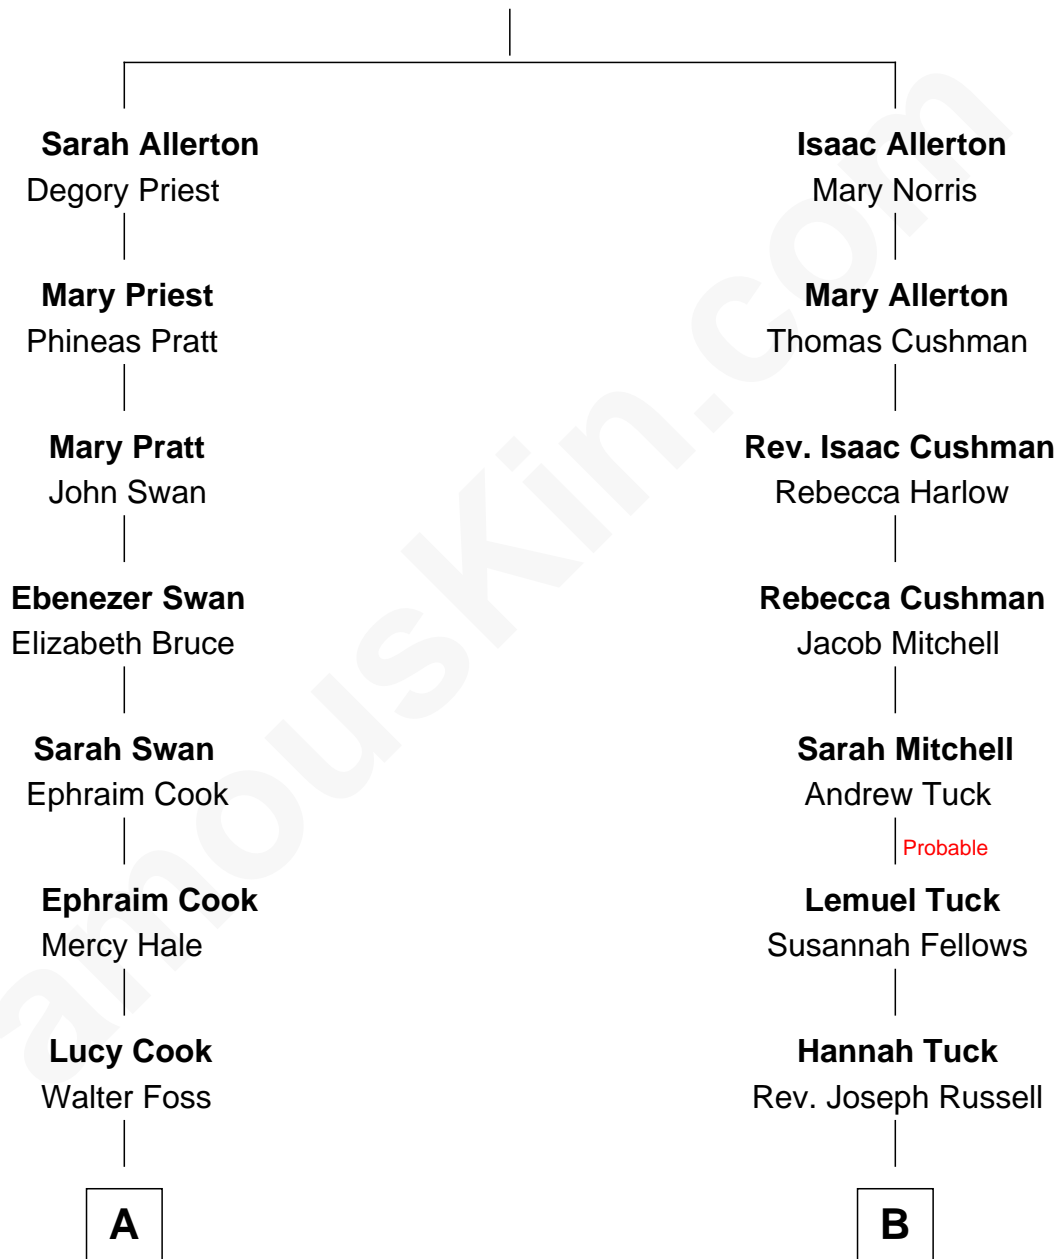 Sarah Allerton
Degory Priest
Isaac Allerton
Mary Norris
Mary Priest
Phineas Pratt
Mary Allerton
Thomas Cushman
Mary Pratt
John Swan
Rev. Isaac Cushman
Rebecca Harlow
Ebenezer Swan
Elizabeth Bruce
Rebecca Cushman
Jacob Mitchell
Sarah Swan
Ephraim Cook
Sarah Mitchell
Andrew Tuck
Probable
Ephraim Cook
Mercy Hale
Lemuel Tuck
Susannah Fellows
Lucy Cook
Walter Foss
Hannah Tuck
Rev. Joseph Russell
A
B
amousKin.com